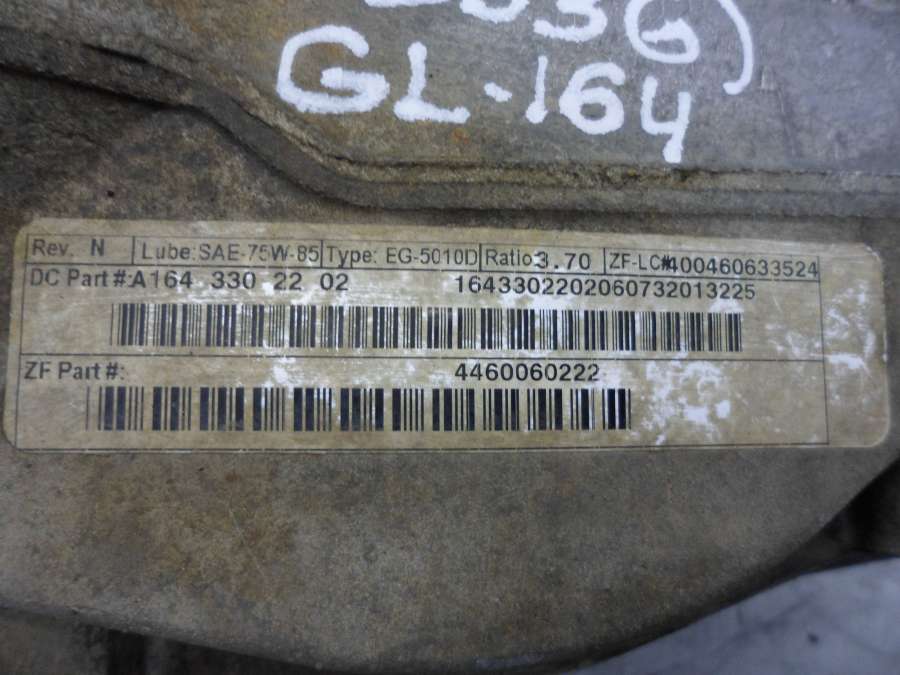 GL-164
Rev. N Lube: SAE-75W-85 Type: EG-5010D Ratio 3.70 ZF-LC# 400460633524
DC Part #: A164 330 22 02 1643302202060732013225
ZF Part #: 4460060222